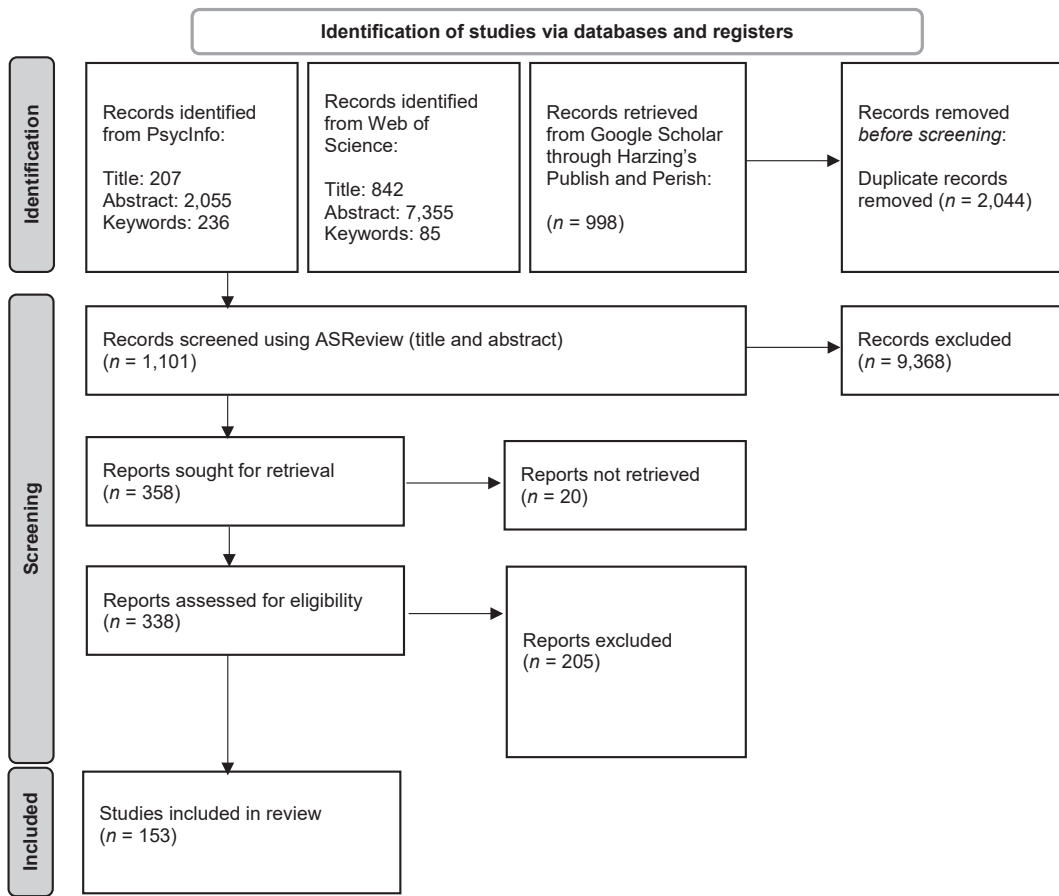 Identification of studies via databases and registers
Identification
Records identified
from PsycInfo:
Title: 207
Abstract: 2,055
Keywords: 236
Records identified
from Web of
Science:
Title: 842
Abstract: 7,355
Keywords: 85
Records retrieved
from Google Scholar
through Harzing’s
Publish and Perish:
(n = 998)
Records removed
before screening:
Duplicate records
removed (n = 2,044)
Screening
Records screened using ASReview (title and abstract)
(n = 1,101)
Records excluded
(n = 9,368)
Reports sought for retrieval
(n = 358)
Reports not retrieved
(n = 20)
Reports assessed for eligibility
(n = 338)
Reports excluded
(n = 205)
Included
Studies included in review
(n = 153)